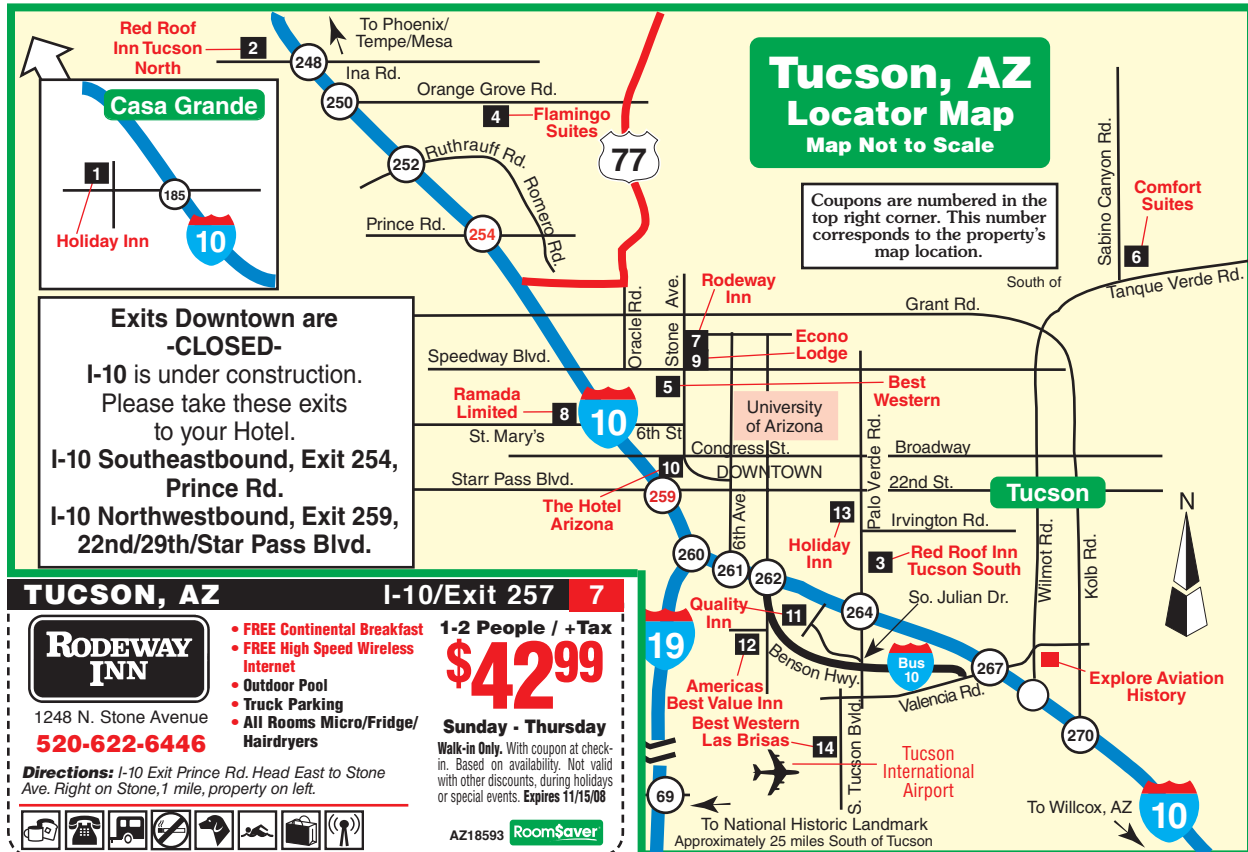 Red Roof
Inn Tucson
North
2
248
To Phoenix/
Tempe/Mesa
Ina Rd.
250
Orange Grove Rd.
4
Flamingo
Suites
77
252
Ruthrauff Rd.
Romero Rd.
Prince Rd.
254
Casa Grande
1
185
Holiday Inn
10
Tucson, AZ
Locator Map
Map Not to Scale
Coupons are numbered in the
top right corner. This number
corresponds to the property's
map location.
Sabino Canyon Rd.
Comfort
Suites
6
South of
Tanque Verde Rd.
Grant Rd.
Exits Downtown are
-CLOSED-
I-10 is under construction.
Please take these exits
to your Hotel.
I-10 Southeastbound, Exit 254,
Prince Rd.
I-10 Northwestbound, Exit 259,
22nd/29th/Star Pass Blvd.
Oracle Rd.
Stone Ave.
Rodeway
Inn
7
9
Econo
Lodge
Speedway Blvd.
5
Best
Western
Ramada
Limited
8
10
University
of Arizona
St. Mary's
6th St
Congress St.
Broadway
10
DOWNTOWN
Palo Verde Rd.
Starr Pass Blvd.
22nd St.
259
Tucson
The Hotel
Arizona
6th Ave
13
Irvington Rd.
Holiday
Inn
3
Red Roof Inn
Tucson South
260
261
262
264
So. Julian Dr.
Wilmot Rd.
Kolb Rd.
N
Quality
Inn
11
19
12
Benson Hwy.
Bus
10
267
Valencia Rd.
Explore Aviation
History
Americas
Best Value Inn
Best Western
Las Brisas
14
S. Tucson Bvld.
Tucson
International
Airport
270
69
To National Historic Landmark
Approximately 25 miles South of Tucson
To Willcox, AZ
10
TUCSON, AZ I-10/Exit 257 7
RODEWAY
INN
1248 N. Stone Avenue
520-622-6446
• FREE Continental Breakfast
• FREE High Speed Wireless
Internet
• Outdoor Pool
• Truck Parking
• All Rooms Micro/Fridge/
Hairdryers
Directions: I-10 Exit Prince Rd. Head East to Stone
Ave. Right on Stone, 1 mile, property on left.
1-2 People / +Tax
$42 99
Sunday - Thursday
Walk-in Only. With coupon at check-
in. Based on availability. Not valid
with other discounts, during holidays
or special events. Expires 11/15/08
AZ18593 Room$aver